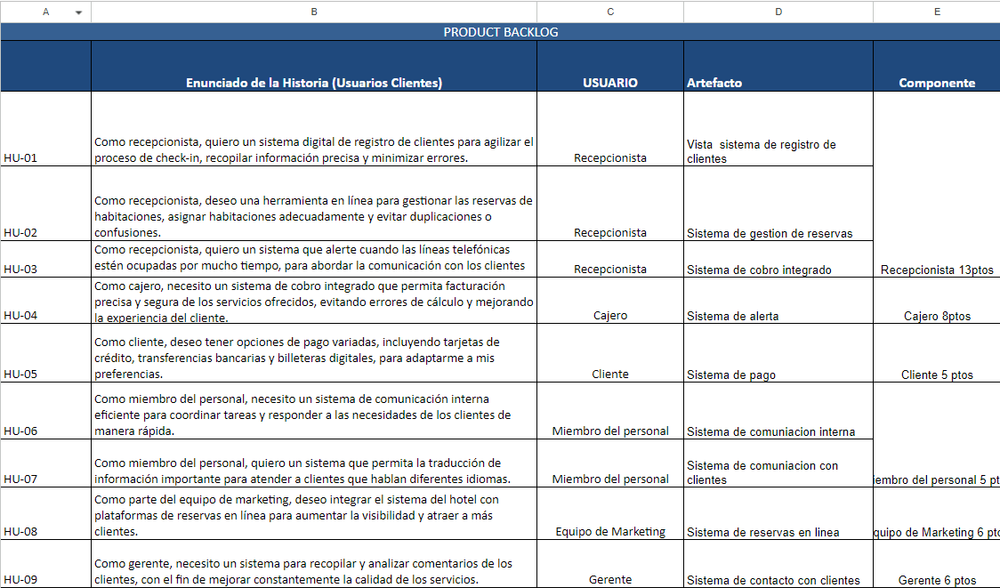 A B C D E
PRODUCT BACKLOG
Enunciado de la Historia (Usuarios Clientes) USUARIO Artefacto Componente
Como recepcionista, quiero un sistema digital de registro de clientes para agilizar el
proceso de check-in, recopilar información precisa y minimizar errores.
HU-01
Recepcionista
Vista sistema de registro de
clientes
Como recepcionista, deseo una herramienta en línea para gestionar las reservas de
habitaciones, asignar habitaciones adecuadamente y evitar duplicaciones o
confusiones.
HU-02
Recepcionista
Sistema de gestion de reservas
Como recepcionista, quiero un sistema que alerte cuando las líneas telefónicas
estén ocupadas por mucho tiempo, para abordar la comunicación con los clientes
HU-03
Recepcionista
Sistema de cobro integrado
Recepcionista 13ptos
Como cajero, necesito un sistema de cobro integrado que permita facturación
precisa y segura de los servicios ofrecidos, evitando errores de cálculo y mejorando
la experiencia del cliente.
HU-04
Cajero
Sistema de alerta
Cajero 8ptos
Como cliente, deseo tener opciones de pago variadas, incluyendo tarjetas de
crédito, transferencias bancarias y billeteras digitales, para adaptarme a mis
preferencias.
HU-05
Cliente
Sistema de pago
Cliente 5 ptos
Como miembro del personal, necesito un sistema de comunicación interna
eficiente para coordinar tareas y responder a las necesidades de los clientes de
manera rápida.
HU-06
Miembro del personal
Sistema de comuniacion interna
Como miembro del personal, quiero un sistema que permita la traducción de
información importante para atender a clientes que hablan diferentes idiomas.
HU-07
Miembro del personal
Sistema de comuniacion con
clientes
iembro del personal 5 pt
Como parte del equipo de marketing, deseo integrar el sistema del hotel con
plataformas de reservas en línea para aumentar la visibilidad y atraer a más
clientes.
HU-08
Equipo de Marketing
Sistema de reservas en linea
quipo de Marketing 6 pto
Como gerente, necesito un sistema para recopilar y analizar comentarios de los
clientes, con el fin de mejorar constantemente la calidad de los servicios.
HU-09
Gerente
Sistema de contacto con clientes
Gerente 6 ptos